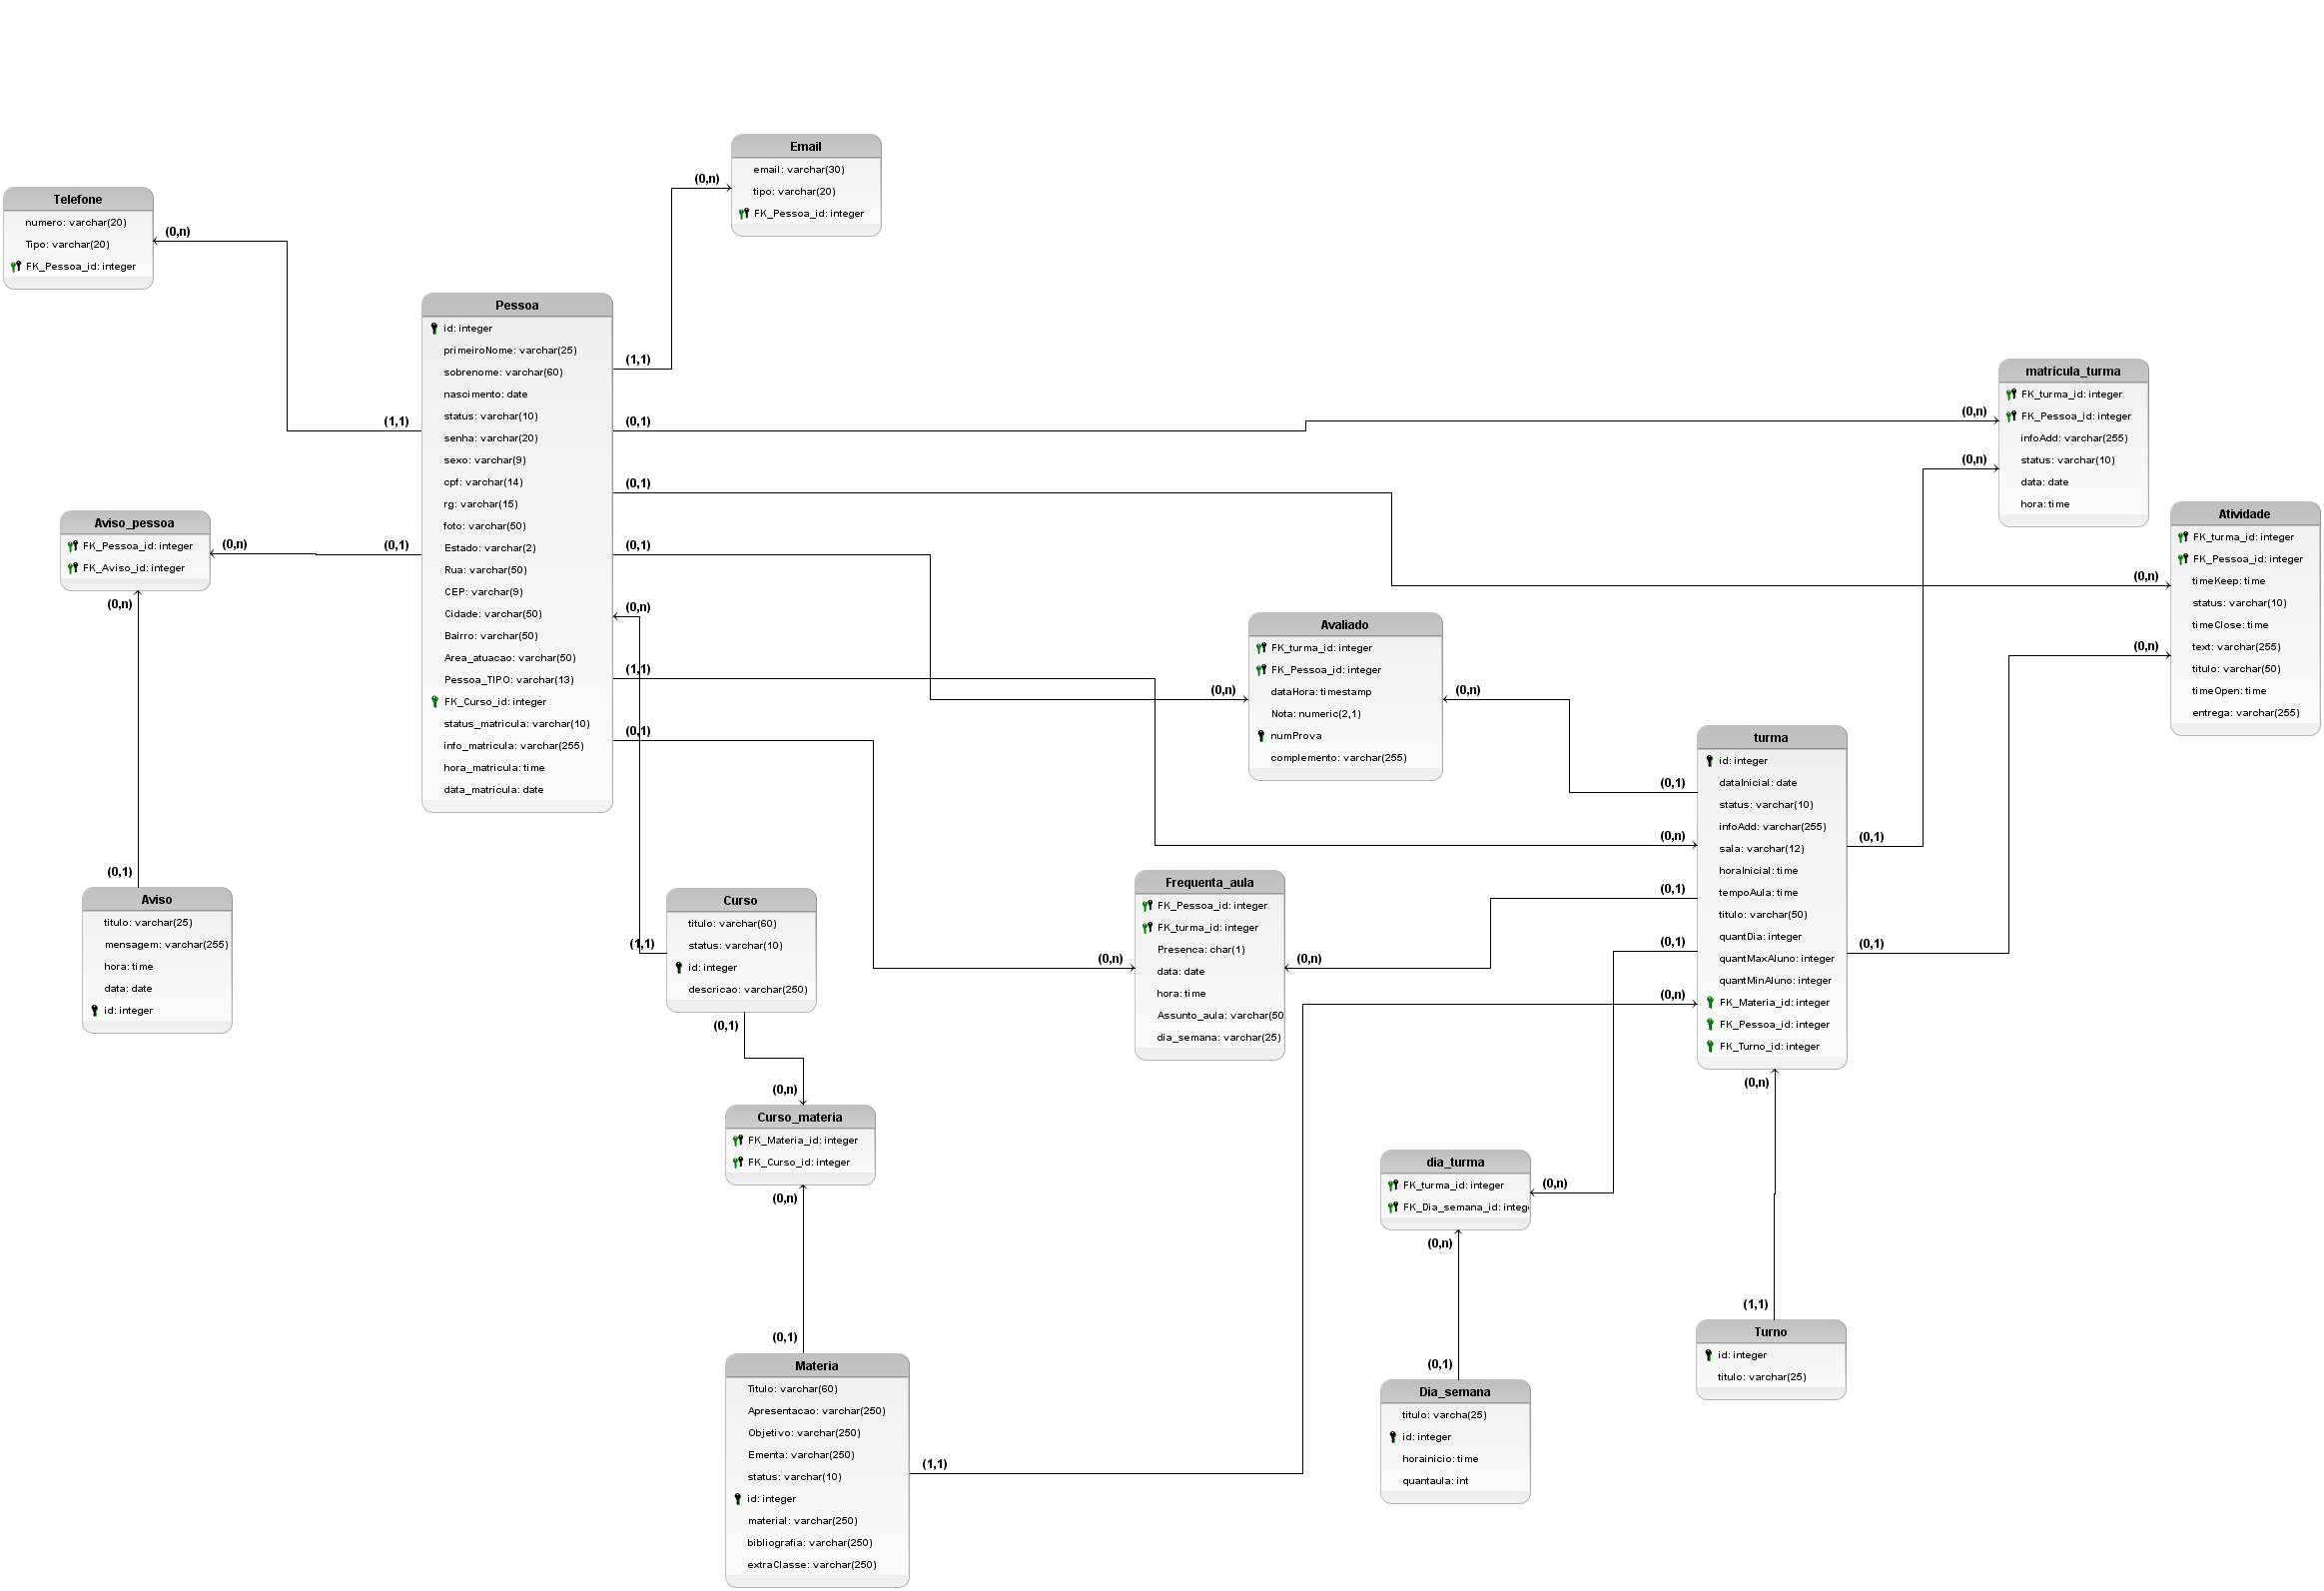 Email
email: varchar(30)
tipo: varchar(20)
FK_Pessoa_id: integer
(0,n)
(1,1)
Telefone
numero: varchar(20)
Tipo: varchar(20)
FK_Pessoa_id: integer
(0,n)
(1,1)
Pessoa
id: integer
primeiroNome: varchar(25)
sobrenome: varchar(60)
nascimento: date
status: varchar(10)
senha: varchar(20)
sexo: varchar(9)
cpf: varchar(14)
rg: varchar(15)
foto: varchar(50)
Estado: varchar(2)
Rua: varchar(50)
CEP: varchar(9)
Cidade: varchar(50)
Bairro: varchar(50)
Area_atuacao: varchar(50)
Pessoa_TIPO: varchar(13)
FK_Curso_id: integer
status_matricula: varchar(10)
info_matricula: varchar(255)
hora_matricula: time
data_matricula: date
(0,1)
(0,1)
(0,1)
(0,n)
(1,1)
(0,1)
matricula_turma
FK_turma_id: integer
FK_Pessoa_id: integer
infoAdd: varchar(255)
status: varchar(10)
data: date
hora: time
(0,n)
(0,n)
Atividade
FK_turma_id: integer
FK_Pessoa_id: integer
timeKeep: time
status: varchar(10)
timeClose: time
text: varchar(255)
titulo: varchar(50)
timeOpen: time
entrega: varchar(255)
(0,n)
(0,n)
Aviso_pessoa
FK_Pessoa_id: integer
FK_Aviso_id: integer
(0,n)
(0,1)
(0,n)
(0,1)
Aviso
titulo: varchar(25)
mensagem: varchar(255)
hora: time
data: date
id: integer
Avaliado
FK_turma_id: integer
FK_Pessoa_id: integer
dataHora: timestamp
Nota: numeric(2,1)
numProva
complemento: varchar(255)
(0,n)
(0,n)
turma
id: integer
dataInicial: date
status: varchar(10)
infoAdd: varchar(255)
sala: varchar(12)
horaInicial: time
tempoAula: time
titulo: varchar(50)
quantDia: integer
quantMaxAluno: integer
quantMinAluno: integer
FK_Materia_id: integer
FK_Pessoa_id: integer
FK_Turno_id: integer
(0,1)
(0,n)
(0,1)
(0,1)
(0,n)
(0,1)
(0,1)
(0,n)
Frequenta_aula
FK_Pessoa_id: integer
FK_turma_id: integer
Presenca: char(1)
data: date
hora: time
Assunto_aula: varchar(50
dia_semana: varchar(25)
(0,n)
(0,n)
Curso
titulo: varchar(60)
status: varchar(10)
id: integer
descricao: varchar(250)
(1,1)
(0,1)
(0,n)
Curso_materia
FK_Materia_id: integer
FK_Curso_id: integer
(0,n)
(0,1)
Materia
Titulo: varchar(60)
Apresentacao: varchar(250)
Objetivo: varchar(250)
Ementa: varchar(250)
status: varchar(10)
id: integer
material: varchar(250)
bibliografia: varchar(250)
extraClasse: varchar(250)
(1,1)
dia_turma
FK_turma_id: integer
FK_Dia_semana_id: intege
(0,n)
(0,n)
(0,1)
Dia_semana
titulo: varcha(25)
id: integer
horainicio: time
quantaula: int
(1,1)
Turno
id: integer
titulo: varchar(25)